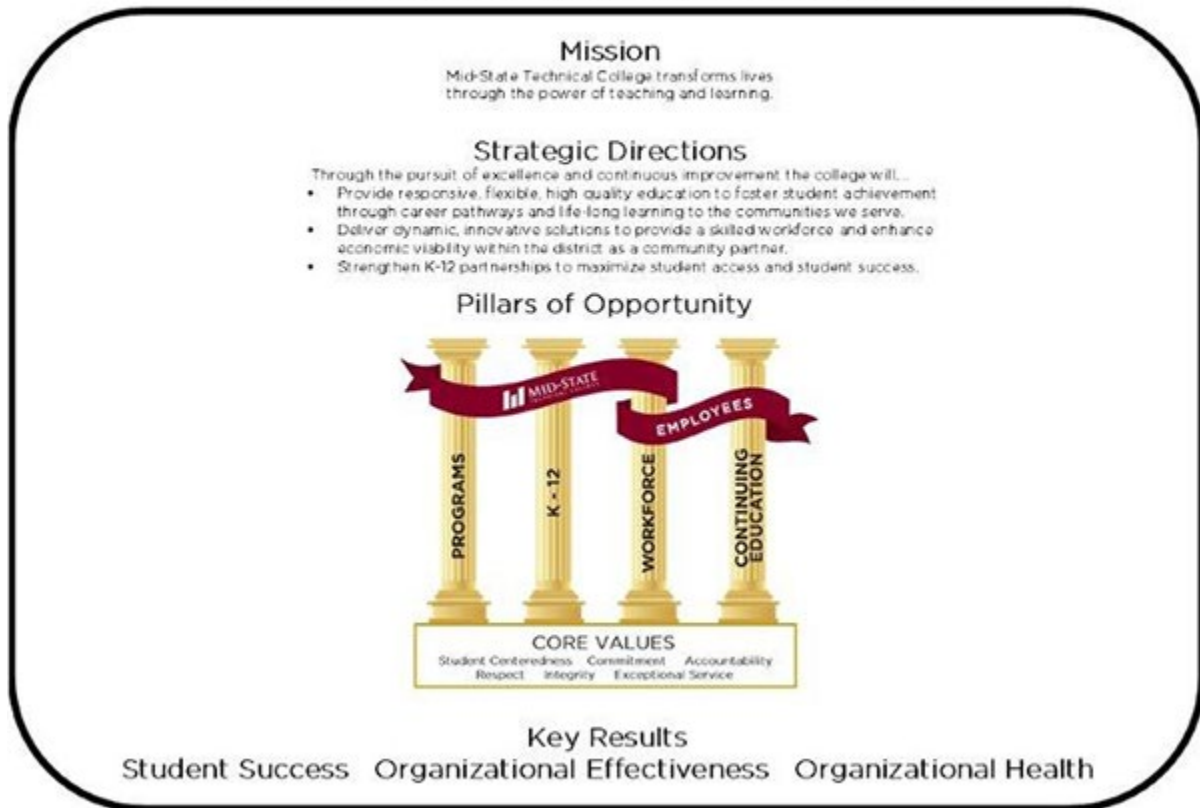 Mission
Mid-State Technical College transforms lives
through the power of teaching and learning.
Strategic Directions
Through the pursuit of excellence and continuous improvement the college will...
• Provide responsive, flexible, high quality education to foster student achievement
through career pathways and life-long learning to the communities we serve.
• Deliver dynamic, innovative solutions to provide a skilled workforce and enhance
economic viability within the district as a community partner.
• Strengthen K-12 partnerships to maximize student access and student success.
Pillars of Opportunity
MID-STATE
EMPLOYEES
PROGRAMS
K - 12
WORKFORCE
CONTINUING
EDUCATION
CORE VALUES
Student Centeredness Commitment Accountability
Respect Integrity Exceptional Service
Key Results
Student Success Organizational Effectiveness Organizational Health